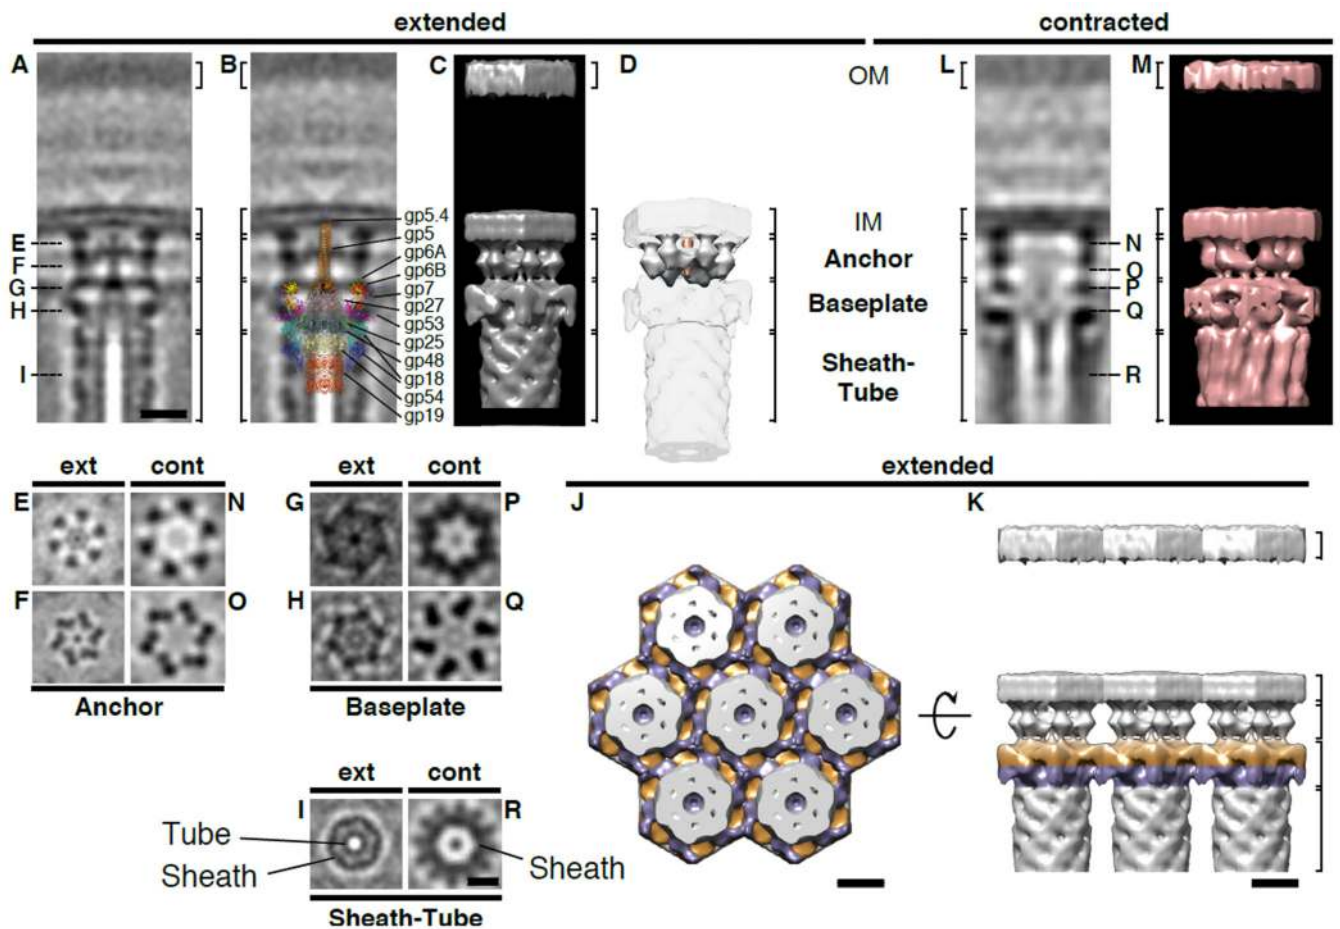 extended
contracted
A
B
C
D
OM
L
M
gp5.4
gp5
gp6A
gp6B
gp7
gp27
gp53
gp25
gp48
gp18
gp54
gp19
E
F
G
H
I
IM
Anchor
Baseplate
Sheath-
Tube
N
O
P
Q
R
ext cont
ext cont
extended
E
N
G
P
J
K
F
O
H
Q
Anchor
Baseplate
ext cont
I
R
Tube
Sheath
Sheath
Sheath-Tube